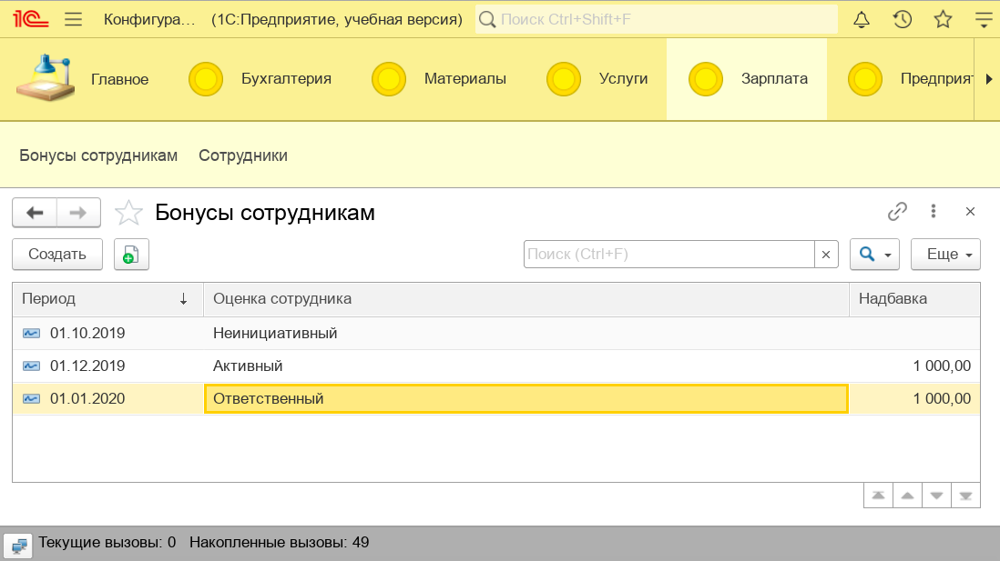 1С Конфигура... (1С:Предприятие, учебная версия) Поиск Ctrl+Shift+F
Главное Бухгалтерия Материалы Услуги Зарплата Предприят
Бонусы сотрудникам Сотрудники
Бонусы сотрудникам
Создать Поиск (Ctrl+F) × Еще
Период ↓ Оценка сотрудника Надбавка
01.10.2019 Неинициативный
01.12.2019 Активный 1 000,00
01.01.2020 Ответственный 1 000,00
Текущие вызовы: 0 Накопленные вызовы: 49